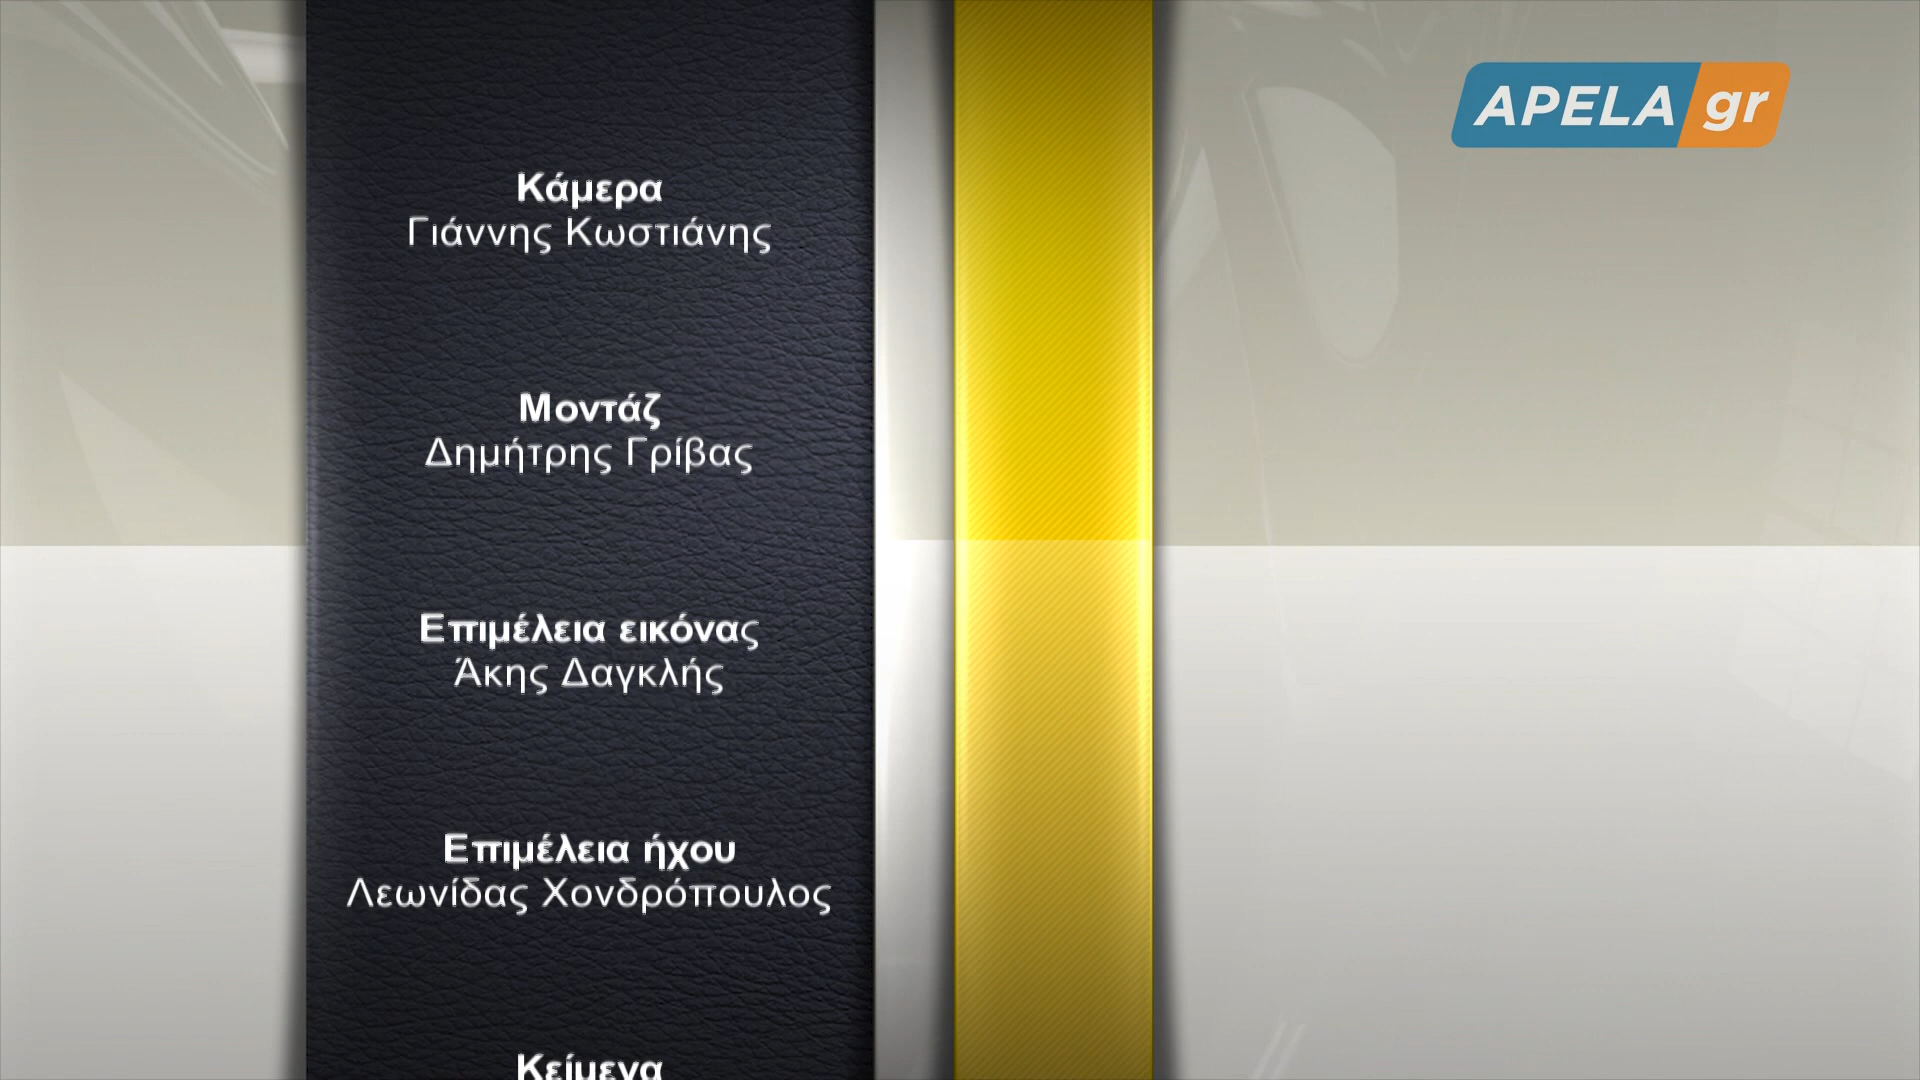 APELA gr
Κάμερα
Γιάννης Κωστιάνης
Μοντάζ
Δημήτρης Γρίβας
Επιμέλεια εικόνας
Άκης Δαγκλής
Επιμέλεια ήχου
Λεωνίδας Χονδρόπουλος
Κείμενα